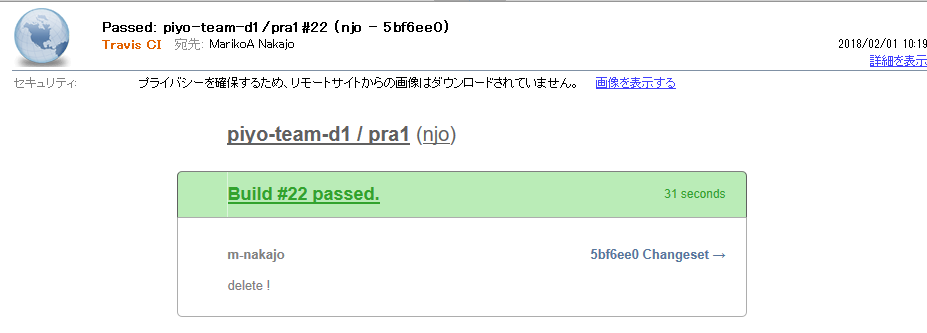 Passed: piyo-team-d1/pra1#22 (njo - 5bf6ee0)
Travis CI 宛先: MarikoA Nakajo 2018/02/01 10:19
詳細を表示
セキュリティ: プライバシーを確保するため、リモートサイトからの画像はダウンロードされていません。 画像を表示する
piyo-team-d1 / pra1 (njo)
Build #22 passed. 31 seconds
m-nakajo 5bf6ee0 Changeset →
delete !